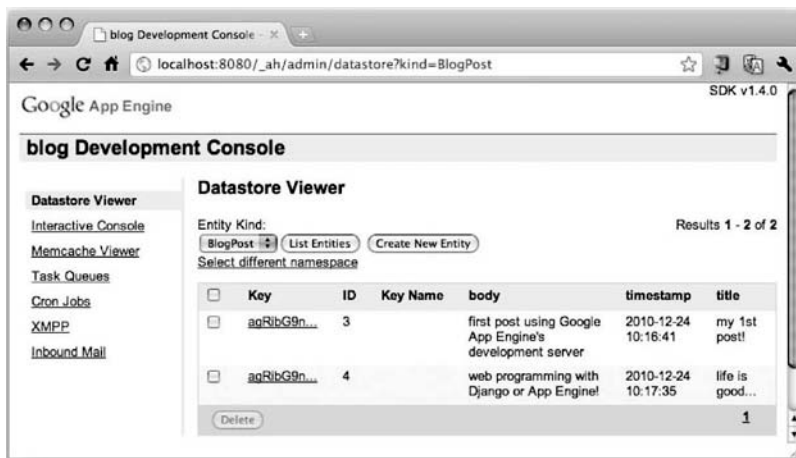 blog Development Console -
localhost:8080/_ah/admin/datastore?kind=BlogPost
SDK v1.4.0
Google App Engine
blog Development Console
Datastore Viewer
Interactive Console
Memcache Viewer
Task Queues
Cron Jobs
XMPP
Inbound Mail
Datastore Viewer
Entity Kind:
Results 1 - 2 of 2
BlogPost List Entities Create New Entity
Select different namespace
Key ID Key Name body timestamp title
agRibG9n... 3 first post using Google App Engine's development server 2010-12-24 10:16:41 my 1st post!
agRibG9n... 4 web programming with Django or App Engine! 2010-12-24 10:17:35 life is good...
Delete 1